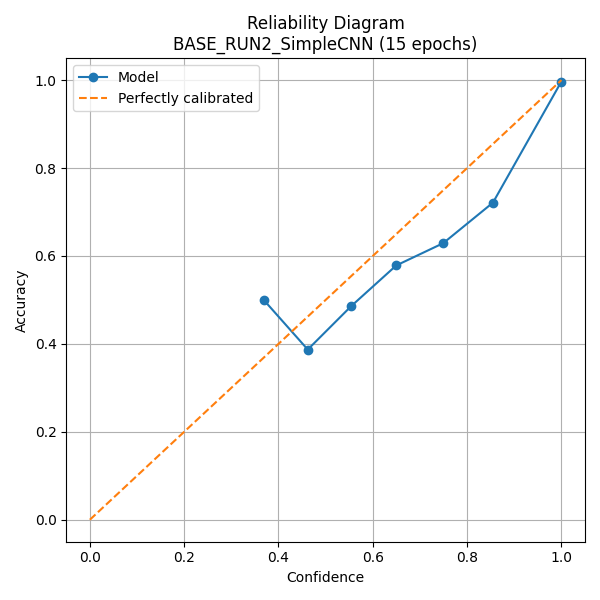 Reliability Diagram
BASE_RUN2_SimpleCNN (15 epochs)
Model
Perfectly calibrated
1.0
0.8
0.6
0.4
0.2
0.0
Accuracy
0.0 0.2 0.4 0.6 0.8 1.0
Confidence